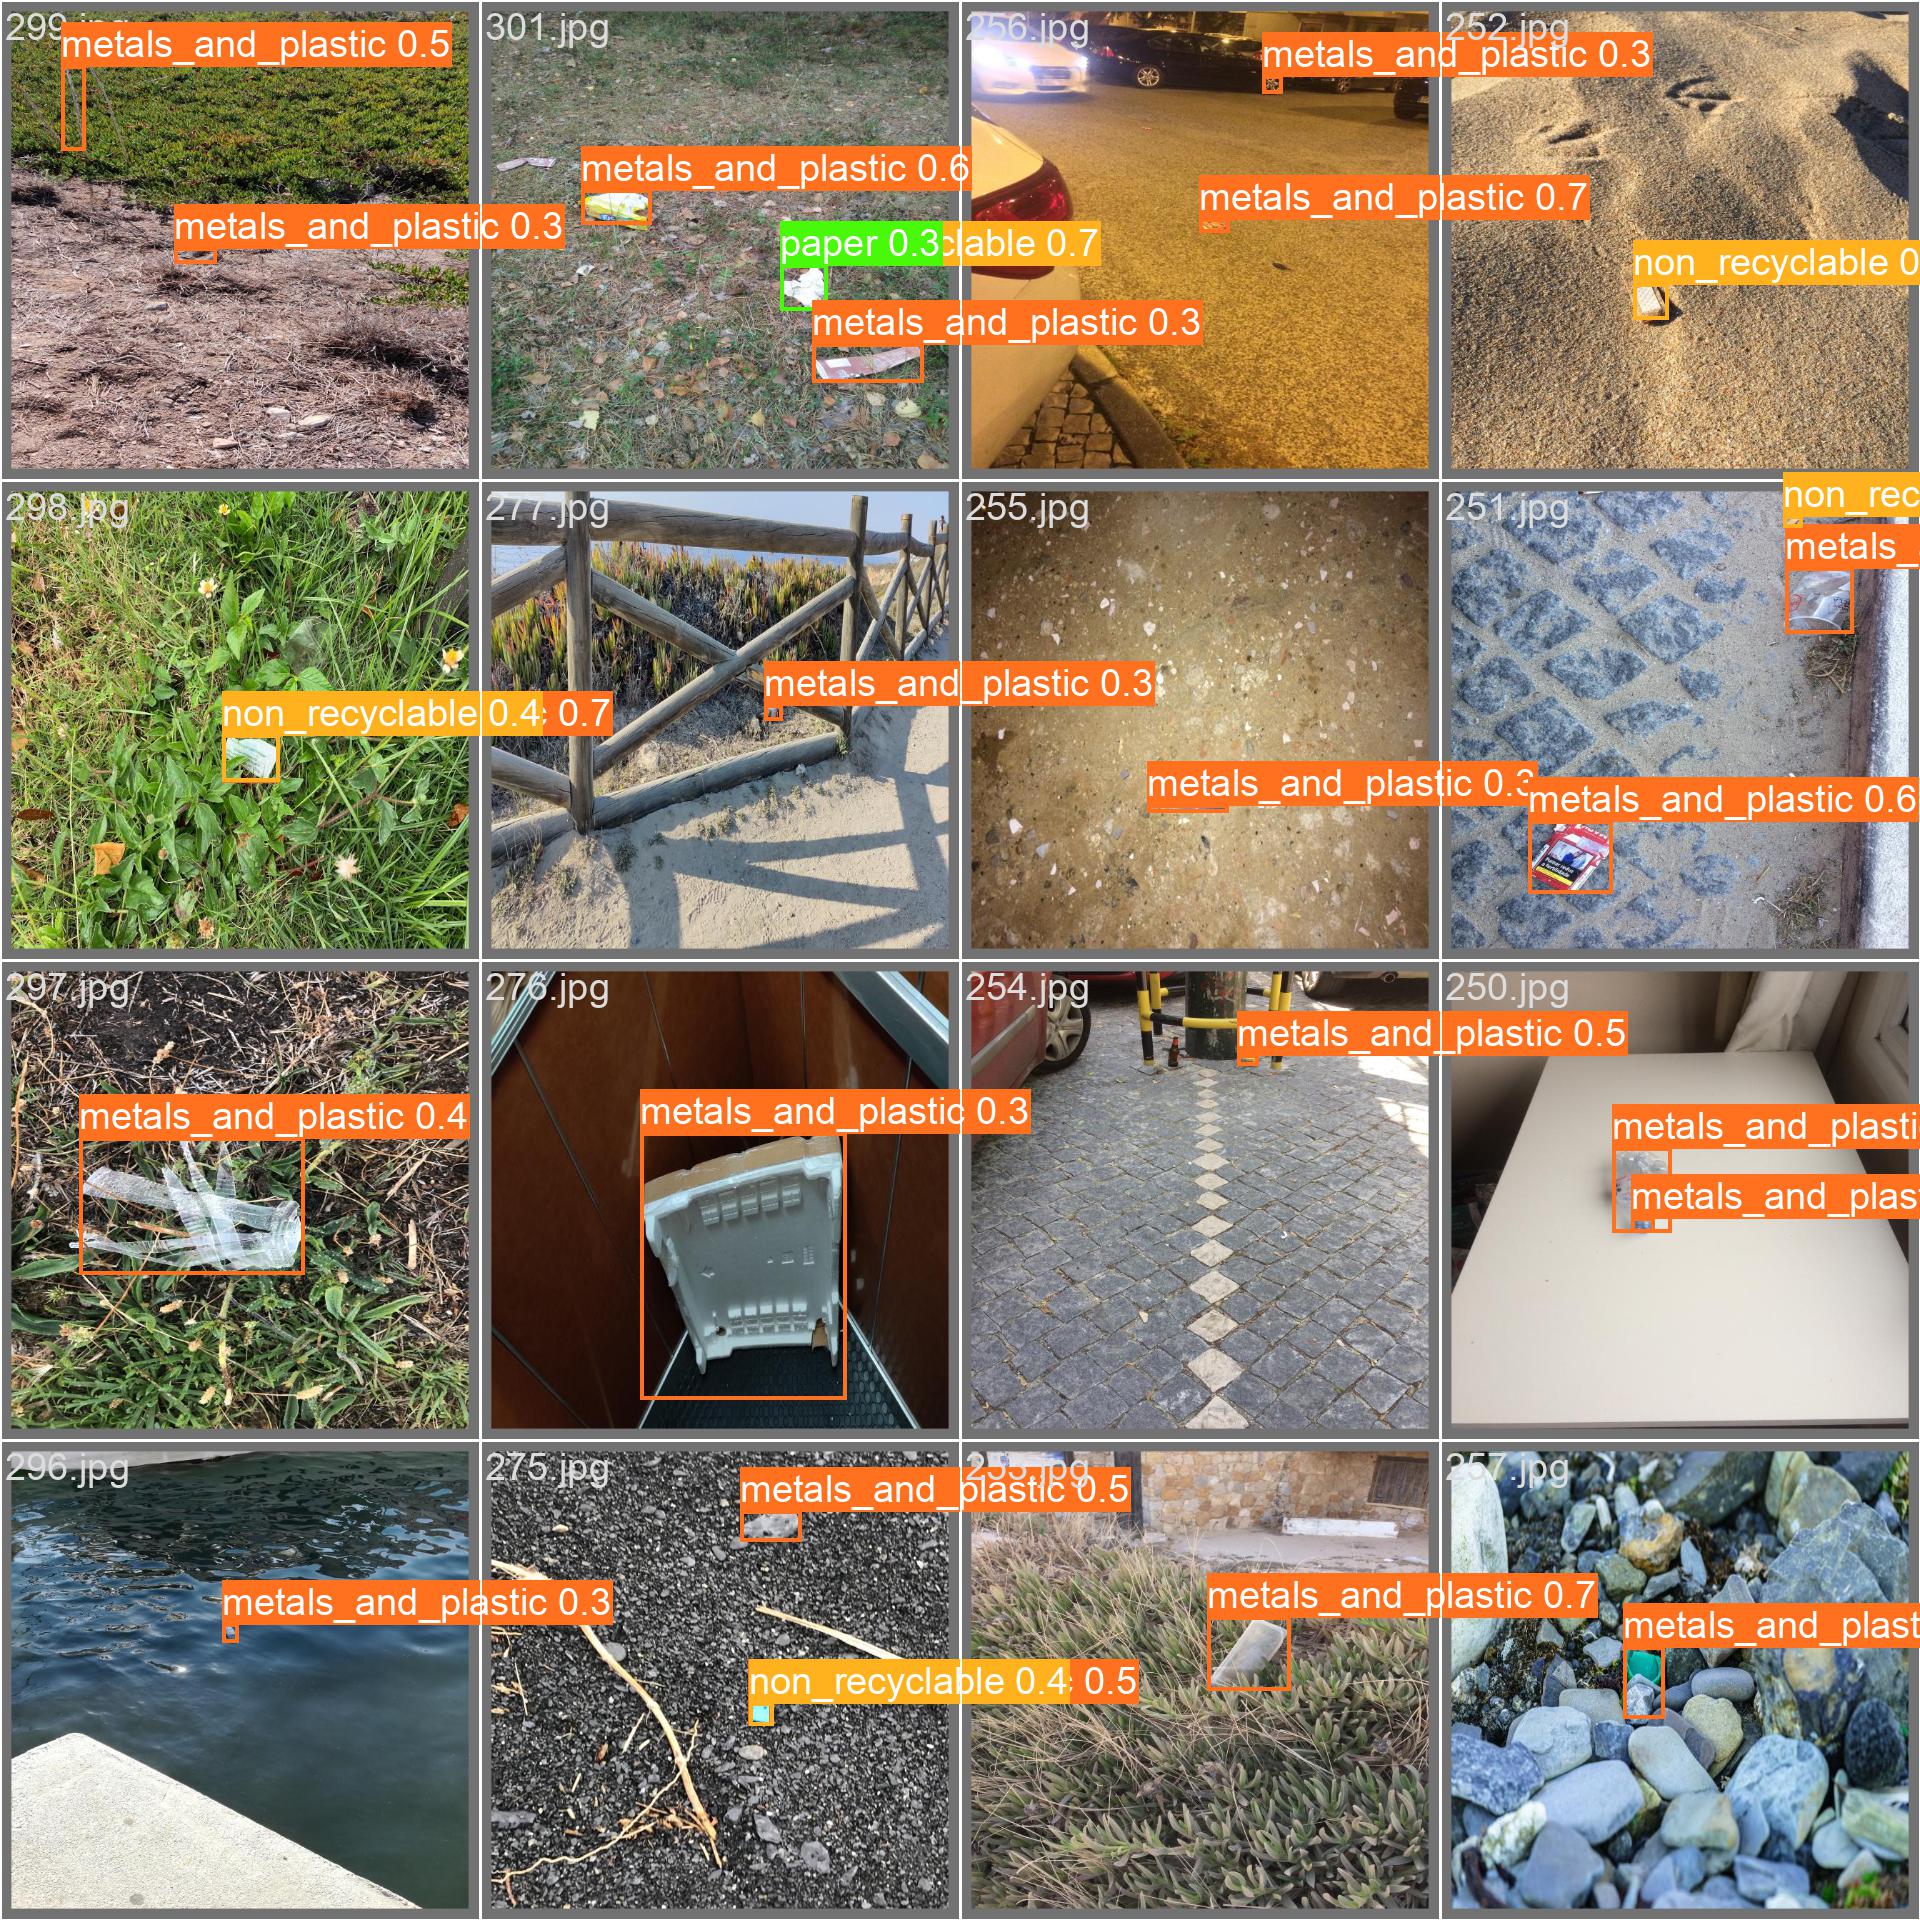 299.jpg
metals_and_plastic 0.5
metals_and_plastic 0.3
301.jpg
metals_and_plastic 0.6
paper 0.3
clable 0.7
metals_and_plastic 0.3
256.jpg
metals_and_plastic 0.3
metals_and_plastic 0.7
252.jpg
non_recyclable 0
298.jpg
non_recyclable 0.4
0.7
277.jpg
metals_and_plastic 0.3
255.jpg
metals_and_plastic 0.3
251.jpg
non_rec
metals_
metals_and_plastic 0.6
297.jpg
metals_and_plastic 0.4
276.jpg
metals_and_plastic 0.3
254.jpg
metals_and_plastic 0.5
250.jpg
metals_and_plasti
metals_and_plast
296.jpg
metals_and_plastic 0.3
275.jpg
metals_and_plastic 0.5
non_recyclable 0.4
0.5
253.jpg
metals_and_plastic 0.7
257.jpg
metals_and_plast